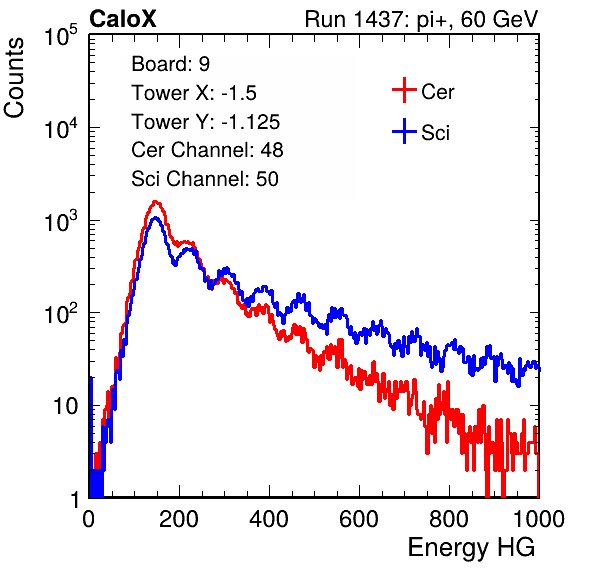 CaloX Run 1437: pi+, 60 GeV
Counts
10^5
10^4
10^3
10^2
10
1
Board: 9
Tower X: -1.5
Tower Y: -1.125
Cer Channel: 48
Sci Channel: 50
Cer
Sci
0 200 400 600 800 1000
Energy HG